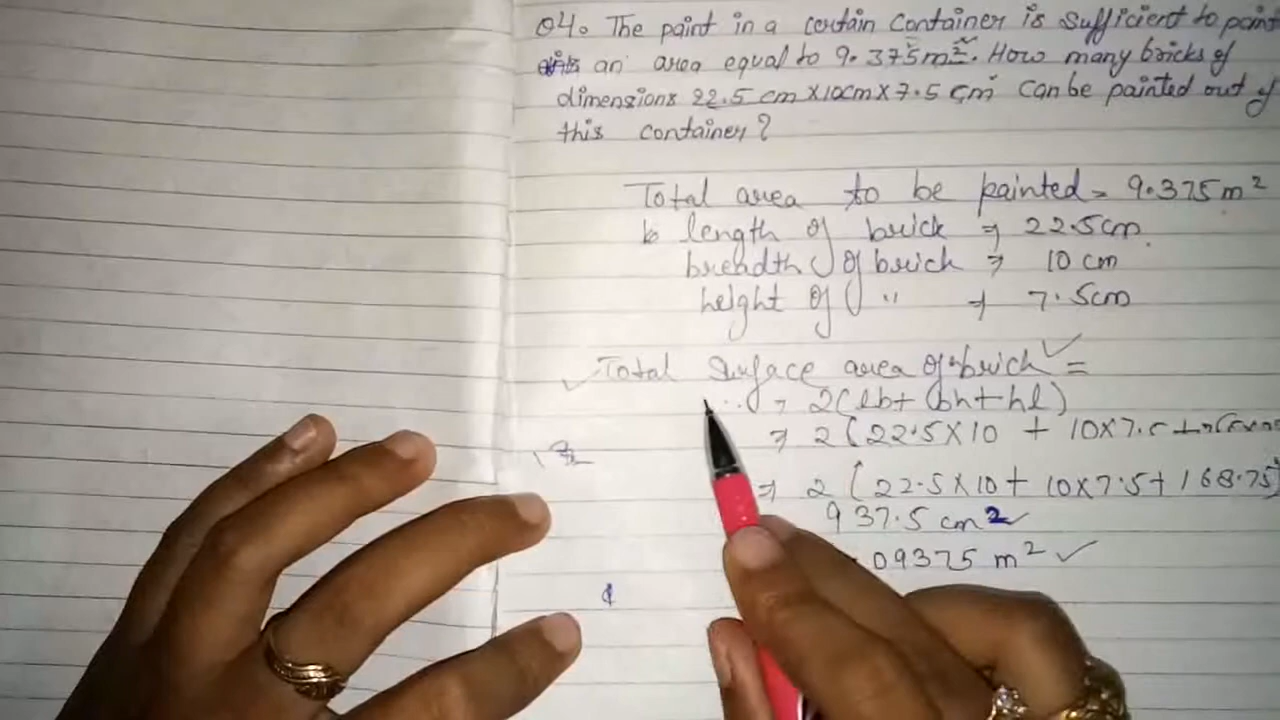 Q4. The paint in a certain container is sufficient to paint
an area equal to 9.375m². How many bricks of
dimensions 22.5 cm X10cm X 7.5 cm can be painted out of
this container?
Total area to be painted = 9.375m²
length of brick ⇒ 22.5cm
breadth of brick ⇒ 10 cm
height of " ⇒ 7.5cm
Total Surface area of brick =
= 2(lb+ bh+hl)
⇒ 2(22.5X10 + 10X7.5 +
⇒ 2 (22.5X10+ 10X7.5+ 168.75)
937.5 cm2
.09375 m²